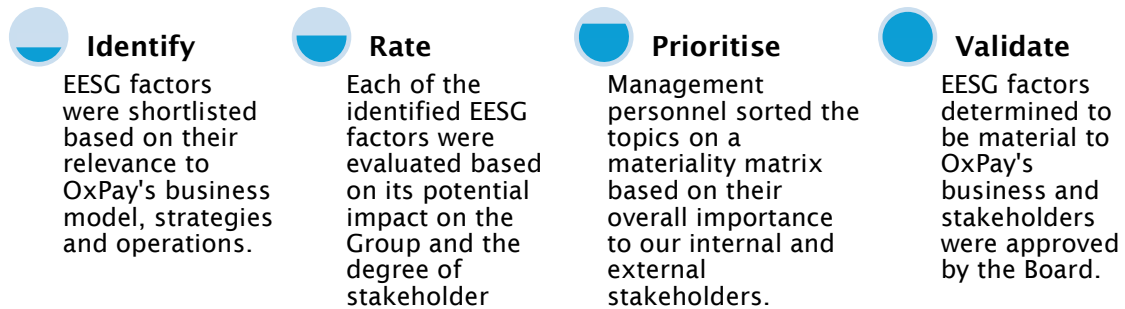 Identify
EESG factors
were shortlisted
based on their
relevance to
OxPay's business
model, strategies
and operations.
Rate
Each of the
identified EESG
factors were
evaluated based
on its potential
impact on the
Group and the
degree of
stakeholder
Prioritise
Management
personnel sorted the
topics on a
materiality matrix
based on their
overall importance
to our internal and
external
stakeholders.
Validate
EESG factors
determined to
be material to
OxPay's
business and
stakeholders
were approved
by the Board.